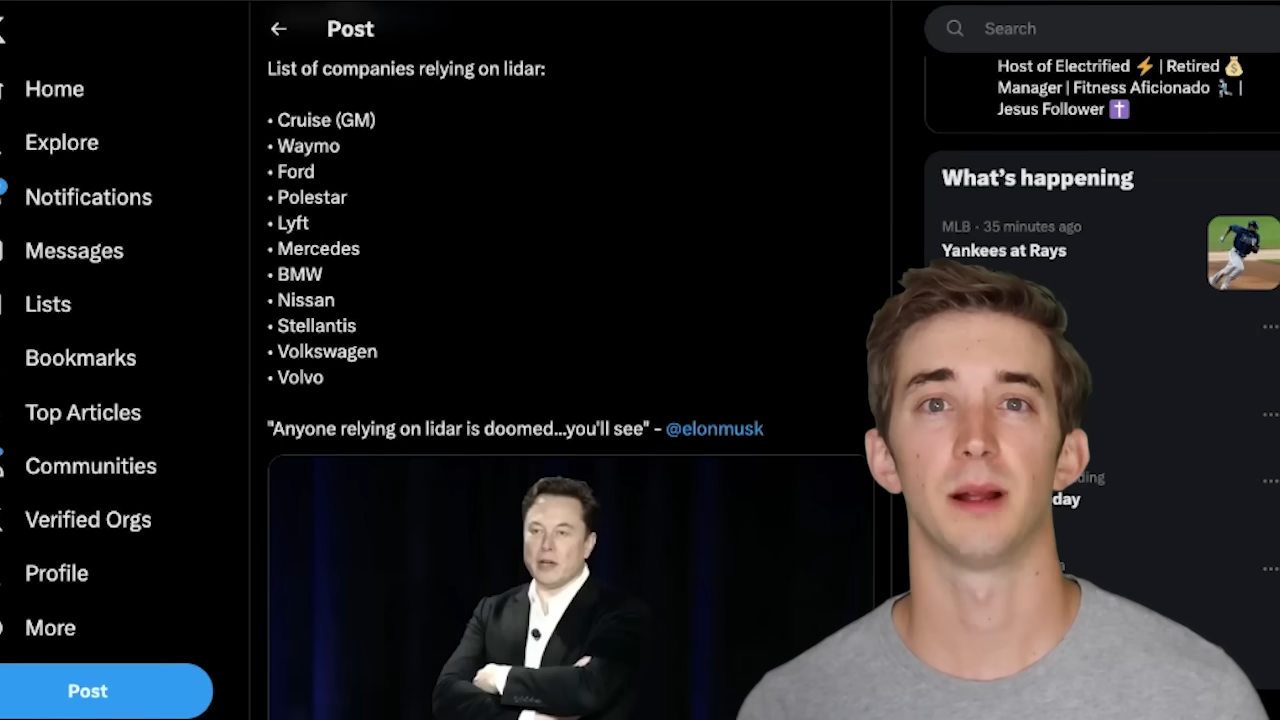 Home
Explore
Notifications
Messages
Lists
Bookmarks
Top Articles
Communities
Verified Orgs
Profile
More
Post
Post
List of companies relying on lidar:
• Cruise (GM)
• Waymo
• Ford
• Polestar
• Lyft
• Mercedes
• BMW
• Nissan
• Stellantis
• Volkswagen
• Volvo
"Anyone relying on lidar is doomed...you'll see" - @elonmusk
Search
Host of Electrified ⚡ | Retired 💰
Manager | Fitness Aficionado 🏃 |
Jesus Follower ✝️
What's happening
MLB · 35 minutes ago
Yankees at Rays